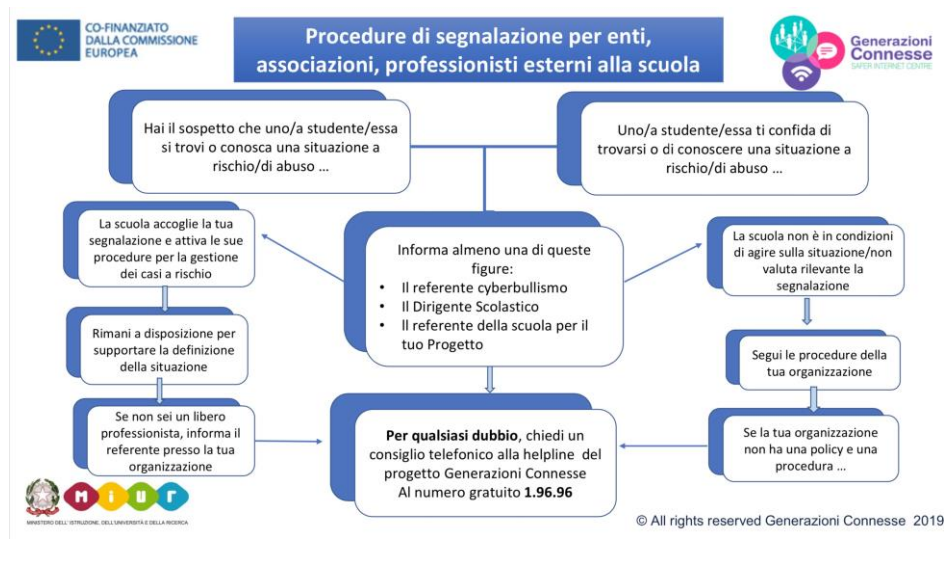 CO-FINANZIATO
DALLA COMMISSIONE
EUROPEA
Procedure di segnalazione per enti,
associazioni, professionisti esterni alla scuola
Generazioni
Connesse
SAFER INTERNET CENTRE
Hai il sospetto che uno/a studente/essa
si trovi o conosca una situazione a
rischio/di abuso …
Uno/a studente/essa ti confida di
trovarsi o di conoscere una situazione a
rischio/di abuso …
La scuola accoglie la tua
segnalazione e attiva le sue
procedure per la gestione
dei casi a rischio
Informa almeno una di queste
figure:
• Il referente cyberbullismo
• Il Dirigente Scolastico
• Il referente della scuola per il
tuo Progetto
La scuola non è in condizioni
di agire sulla situazione/non
valuta rilevante la
segnalazione
Rimani a disposizione per
supportare la definizione
della situazione
Segui le procedure della
tua organizzazione
Se non sei un libero
professionista, informa il
referente presso la tua
organizzazione
Per qualsiasi dubbio, chiedi un
consiglio telefonico alla helpline del
progetto Generazioni Connesse
Al numero gratuito 1.96.96
Se la tua organizzazione
non ha una policy e una
procedura …
MIUR
MINISTERO DELL'ISTRUZIONE, DELL'UNIVERSITÀ E DELLA RICERCA
© All rights reserved Generazioni Connesse 2019